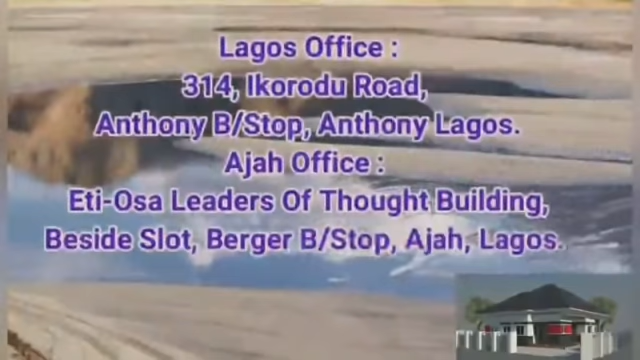 Lagos Office :
314, Ikorodu Road,
Anthony B/Stop, Anthony Lagos.
Ajah Office :
Eti-Osa Leaders Of Thought Building,
Beside Slot, Berger B/Stop, Ajah, Lagos.